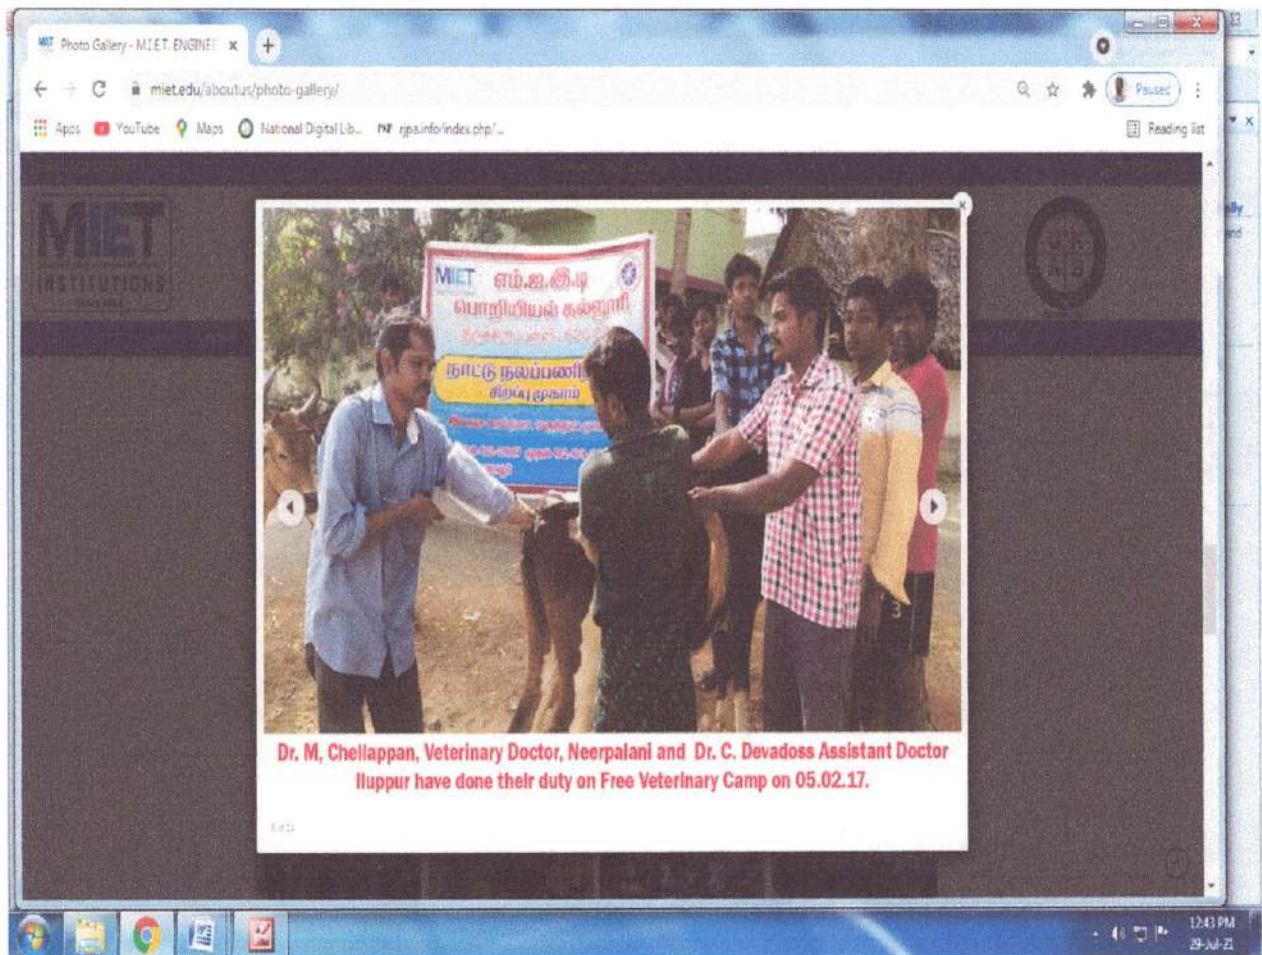 Photo Gallery - M.I.E.T. ENGINEE
miet.edu/aboutus/photo-gallery/
Paused
Apps YouTube Maps National Digital Lib... rjpa.info/index.php/...
Reading list
MIET
INSTITUTIONS
MIET எம்.ஐ.இ.டி
பொறியியல் கல்லூரி
நாட்டு நலப்பணித்
சிறப்பு முகாம்
Dr. M, Chellappan, Veterinary Doctor, Neerpalani and Dr. C. Devadoss Assistant Doctor
Iluppur have done their duty on Free Veterinary Camp on 05.02.17.
12:43 PM
29-Jul-21